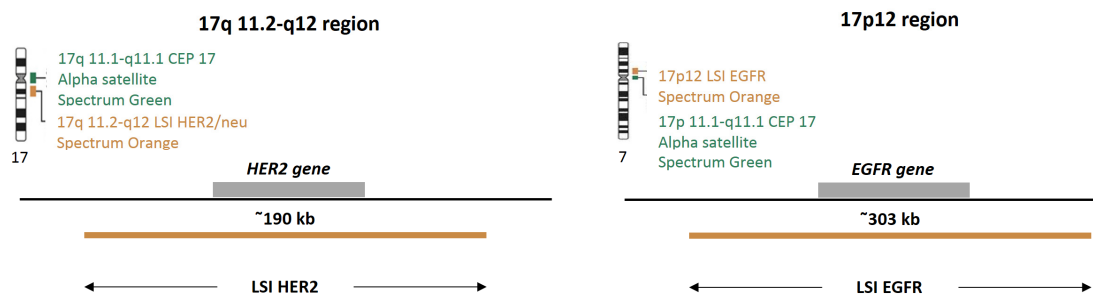 17q 11.2-q12 region
17q 11.1-q11.1 CEP 17
Alpha satellite
Spectrum Green
17q 11.2-q12 LSI HER2/neu
Spectrum Orange
17
HER2 gene
~190 kb
LSI HER2
17p12 region
17p12 LSI EGFR
Spectrum Orange
17p 11.1-q11.1 CEP 17
Alpha satellite
Spectrum Green
7
EGFR gene
~303 kb
LSI EGFR